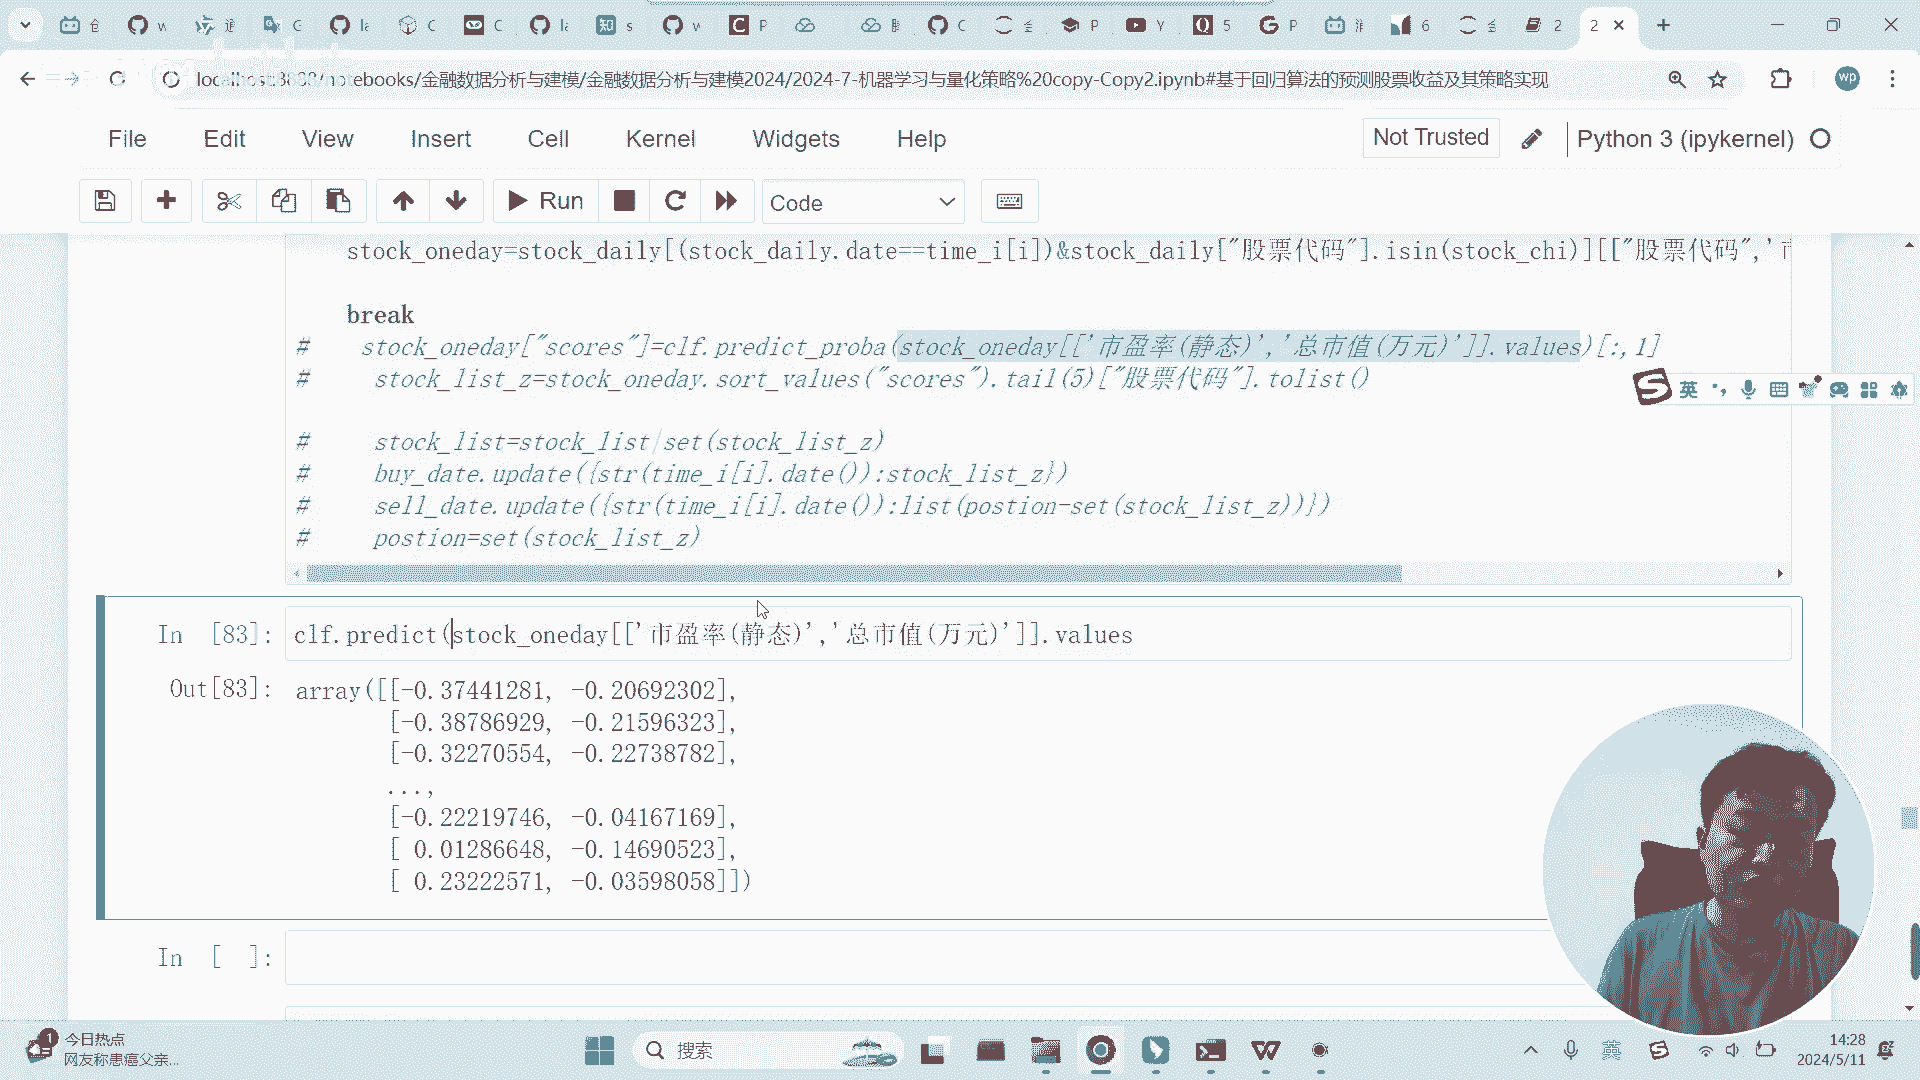 localhost:8888/notebooks/金融数据分析与建模/金融数据分析与建模2024/2024-7-机器学习与量化策略%20copy-Copy2.ipynb#基于回归算法的预测股票收益及其策略实现
wp
File Edit View Insert Cell Kernel Widgets Help
Not Trusted Python 3 (ipykernel)
Run Code
stock_oneday=stock_daily[(stock_daily.date==time_i[i])&stock_daily["股票代码"].isin(stock_chi)][["股票代码",'市
break
# stock_oneday["scores"]=clf.predict_proba(stock_oneday[['市盈率(静态)','总市值(万元)']].values)[:,1]
# stock_list_z=stock_oneday.sort_values("scores").tail(5)["股票代码"].tolist()
# stock_list=stock_list|set(stock_list_z)
# buy_date.update({str(time_i[i].date()):stock_list_z})
# sell_date.update({str(time_i[i].date()):list(postion-set(stock_list_z))})
# postion=set(stock_list_z)
In [83]: clf.predict(stock_oneday[['市盈率(静态)','总市值(万元)']].values
Out[83]: array([[-0.37441281, -0.20692302],
[-0.38786929, -0.21596323],
[-0.32270554, -0.22738782],
...,
[-0.22219746, -0.04167169],
[ 0.01286648, -0.14690523],
[ 0.23222571, -0.03598058]])
In [ ]:
英
1
今日热点
网友称患癌父亲...
搜索
英
14:28
2024/5/11